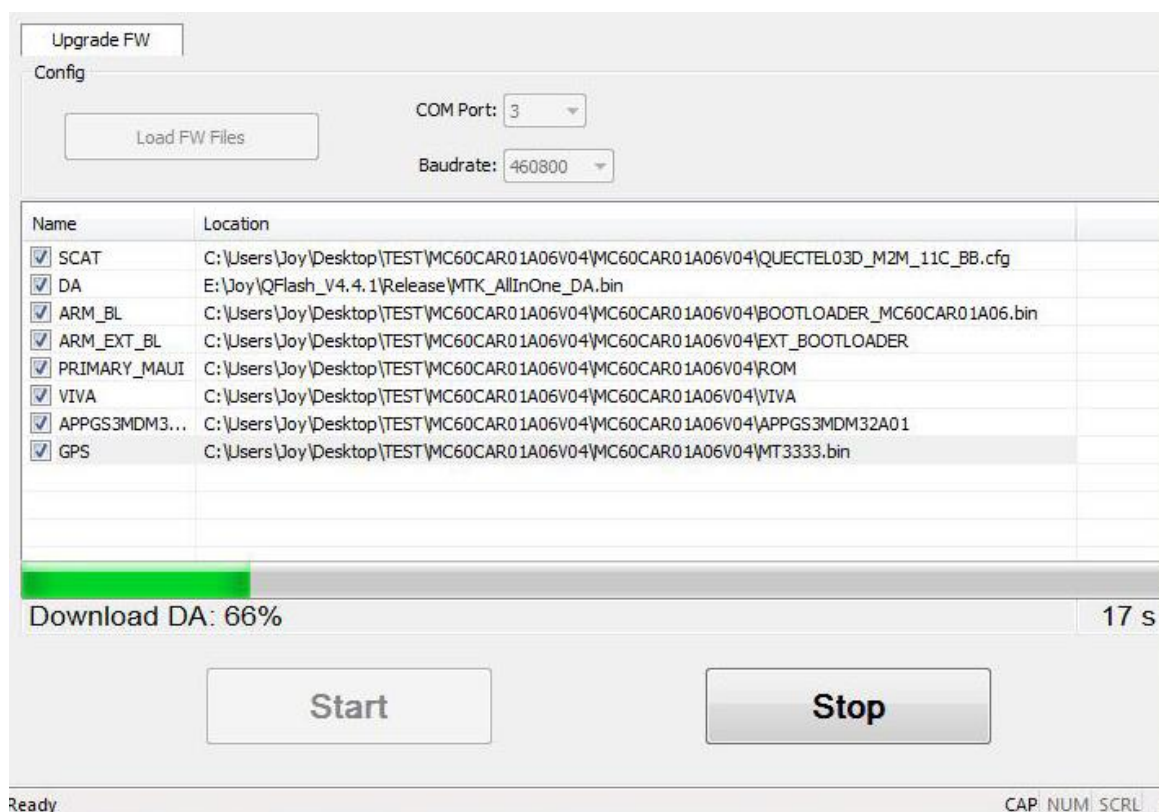 Upgrade FW
Config
Load FW Files
COM Port: 3
Baudrate: 460800
Name Location
SCAT C:\Users\Joy\Desktop\TEST\MC60CAR01A06V04\MC60CAR01A06V04\QUECTEL03D_M2M_11C_BB.cfg
DA E:\Joy\QFlash_V4.4.1\Release\MTK_AllInOne_DA.bin
ARM_BL C:\Users\Joy\Desktop\TEST\MC60CAR01A06V04\MC60CAR01A06V04\BOOTLOADER_MC60CAR01A06.bin
ARM_EXT_BL C:\Users\Joy\Desktop\TEST\MC60CAR01A06V04\MC60CAR01A06V04\EXT_BOOTLOADER
PRIMARY_MAUI C:\Users\Joy\Desktop\TEST\MC60CAR01A06V04\MC60CAR01A06V04\ROM
VIVA C:\Users\Joy\Desktop\TEST\MC60CAR01A06V04\MC60CAR01A06V04\VIVA
APPGS3MDM3... C:\Users\Joy\Desktop\TEST\MC60CAR01A06V04\MC60CAR01A06V04\APPGS3MDM32A01
GPS C:\Users\Joy\Desktop\TEST\MC60CAR01A06V04\MC60CAR01A06V04\MT3333.bin
Download DA: 66% 17 s
Start Stop
Ready CAP NUM SCRL